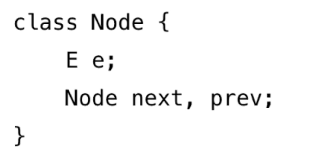 class Node {
    E e;
    Node next, prev;
}